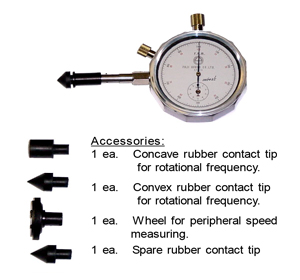 Accessories:
1 ea. Concave rubber contact tip
for rotational frequency.
1 ea. Convex rubber contact tip
for rotational frequency.
1 ea. Wheel for peripheral speed
measuring.
1 ea. Spare rubber contact tip